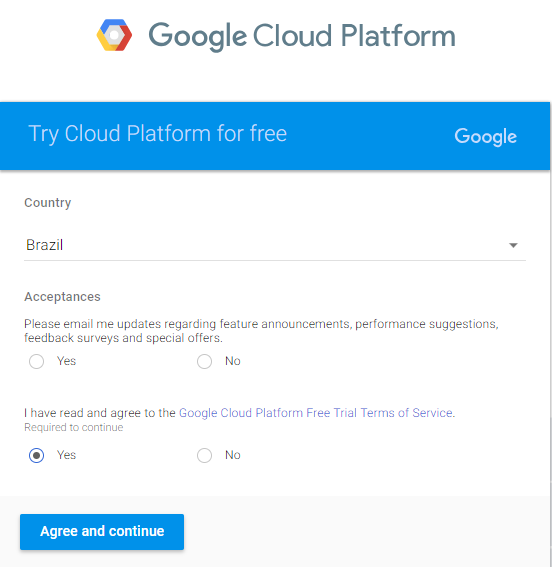 Google Cloud Platform
Try Cloud Platform for free
Google
Country
Brazil
Acceptances
Please email me updates regarding feature announcements, performance suggestions,
feedback surveys and special offers.
Yes No
I have read and agree to the Google Cloud Platform Free Trial Terms of Service.
Required to continue
Yes No
Agree and continue